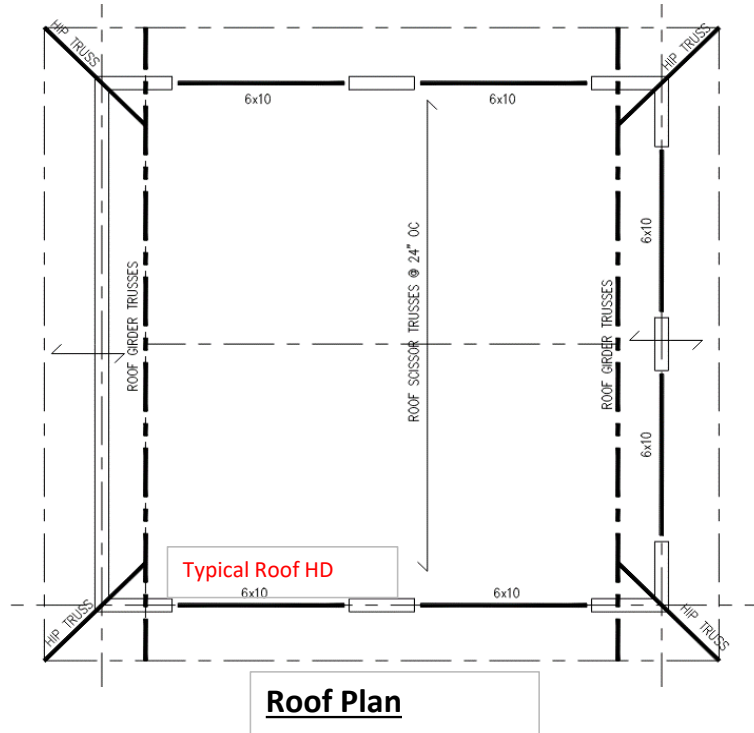 HIP TRUSS
HIP TRUSS
6x10
6x10
6x10
ROOF GIRDER TRUSSES
ROOF SCISSOR TRUSSES @ 24" OC
ROOF GIRDER TRUSSES
6x10
Typical Roof HD
6x10
6x10
HIP TRUSS
HIP TRUSS
Roof Plan